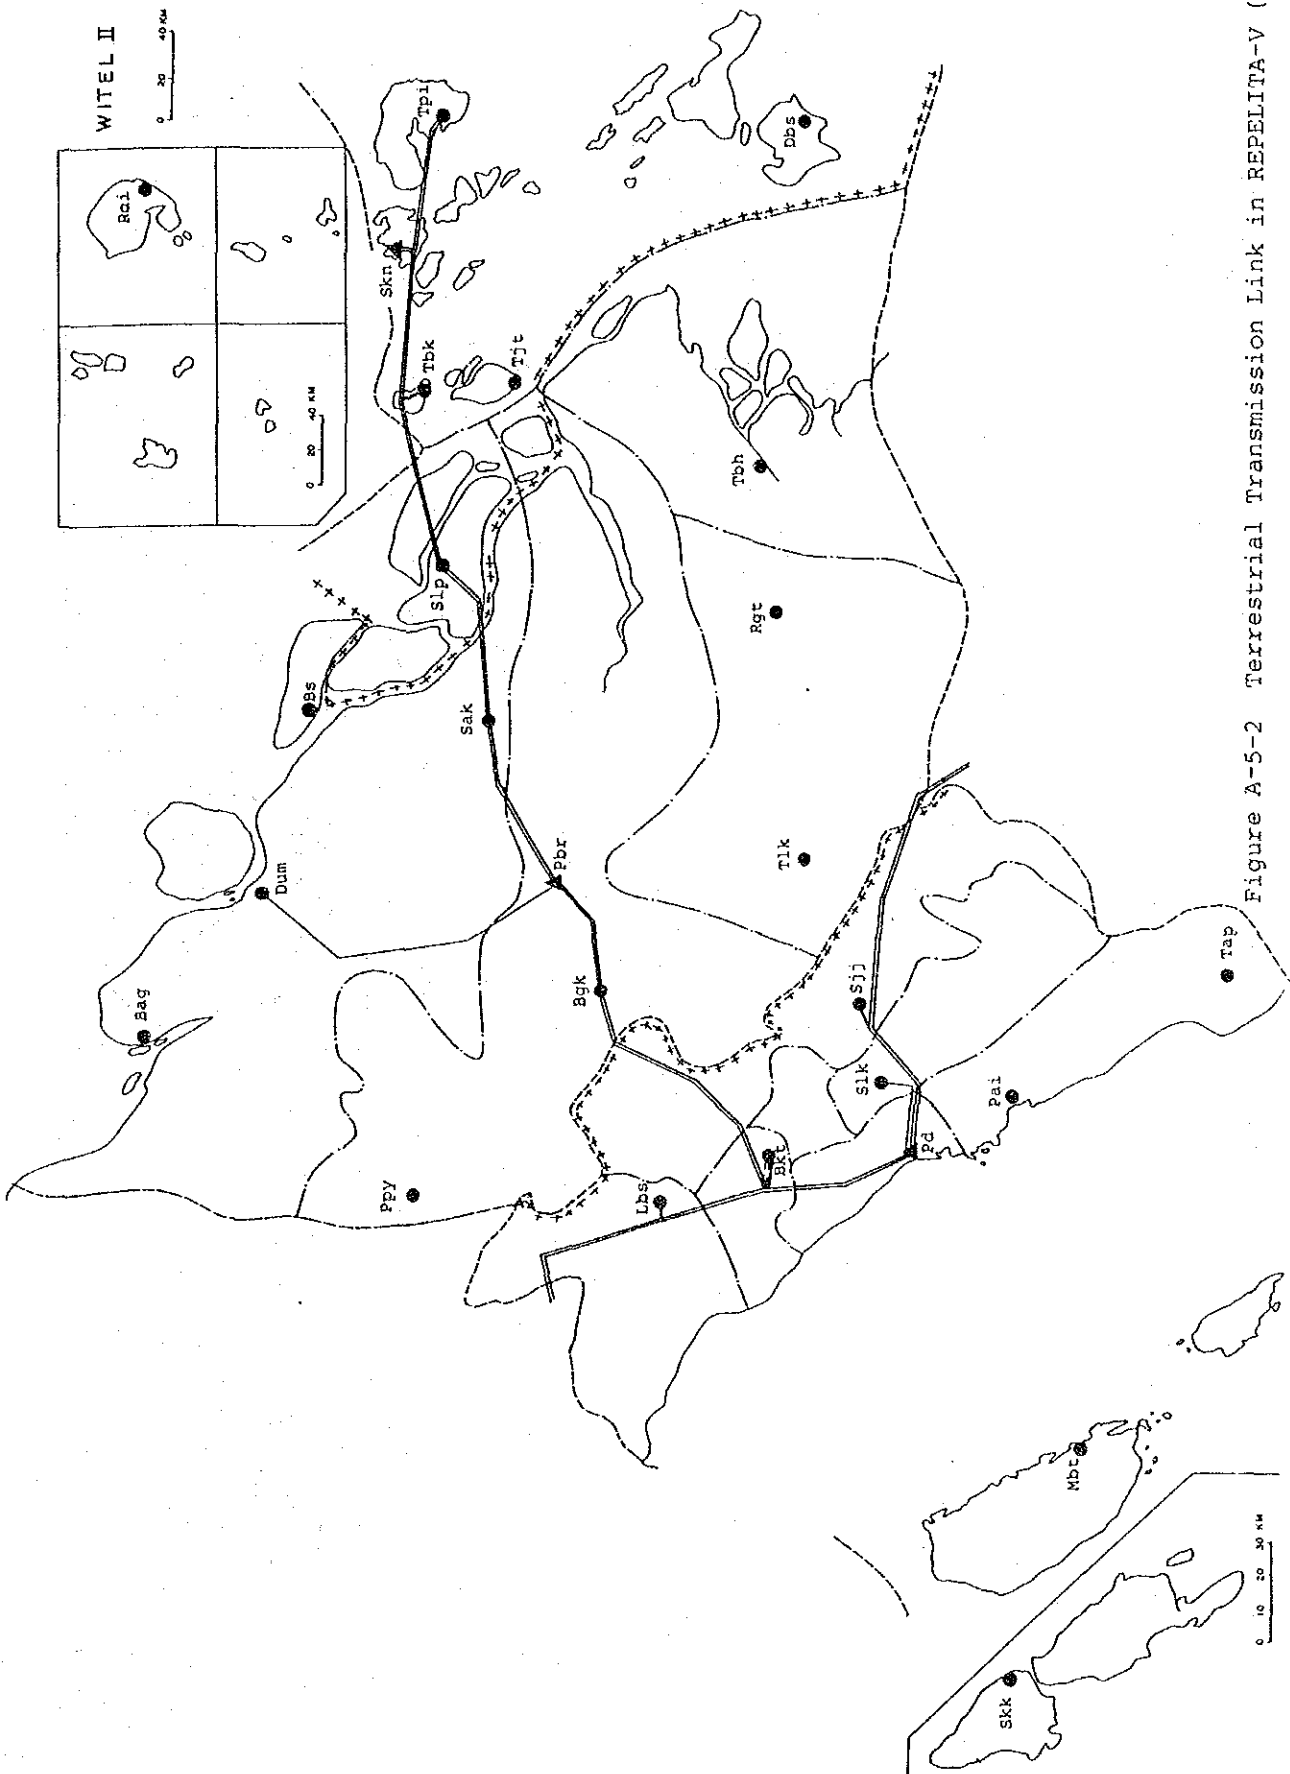 WITEL II
0 20 40 KM
Rai
0 20 40 KM
Tpi
Skn
Tbk
Tjt
Dbs
Slp
Bs
Sak
Tbh
Rgt
Dum
Pbr
Tlk
Bag
Bgk
Sjj
Slk
Pai
Tap
Ppy
Lbs
Bkt
Pd
Mbt
Skk
0 10 20 30 KM
Figure A-5-2 Terrestrial Transmission Link in REPELITA-V (